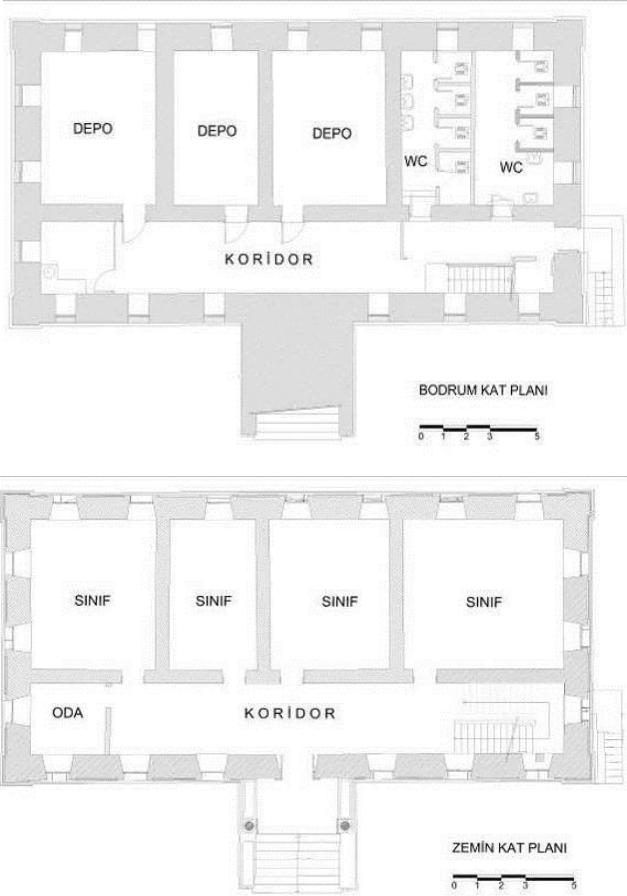 DEPO
DEPO
DEPO
WC
WC
KORİDOR
BODRUM KAT PLANI
0 1 2 3 5
SINIF
SINIF
SINIF
SINIF
ODA
KORİDOR
ZEMİN KAT PLANI
0 1 2 3 5